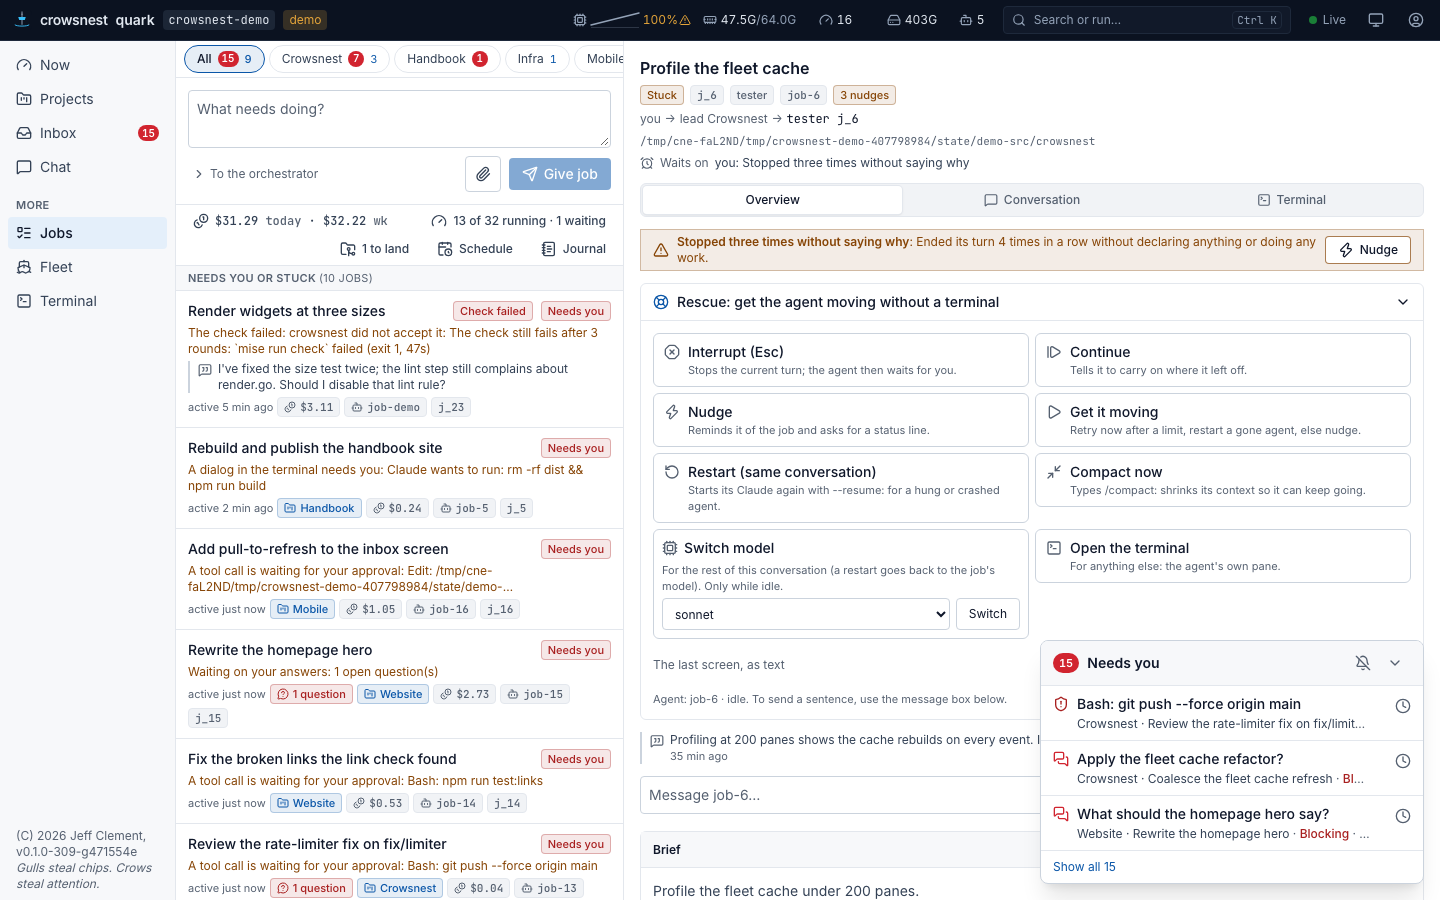 crowsnest quark crowsnest-demo demo 100% 47.5G/64.0G 16 403G 5 Search or run... Ctrl K Live
Now
Projects
Inbox 15
Chat
MORE
Jobs
Fleet
Terminal
(C) 2026 Jeff Clement,
v0.1.0-309-g471554e
Gulls steal chips. Crows
steal attention.
All 15 9 Crowsnest 7 3 Handbook 1 Infra 1 Mobile
What needs doing?
To the orchestrator Give job
$31.29 today · $32.22 wk 13 of 32 running · 1 waiting
1 to land Schedule Journal
NEEDS YOU OR STUCK (10 JOBS)
Render widgets at three sizes Check failed Needs you
The check failed: crowsnest did not accept it: The check still fails after 3
rounds: `mise run check` failed (exit 1, 47s)
I've fixed the size test twice; the lint step still complains about
render.go. Should I disable that lint rule?
active 5 min ago $3.11 job-demo j_23
Rebuild and publish the handbook site Needs you
A dialog in the terminal needs you: Claude wants to run: rm -rf dist &&
npm run build
active 2 min ago Handbook $0.24 job-5 j_5
Add pull-to-refresh to the inbox screen Needs you
A tool call is waiting for your approval: Edit: /tmp/cne-
faL2ND/tmp/crowsnest-demo-407798984/state/demo-...
active just now Mobile $1.05 job-16 j_16
Rewrite the homepage hero Needs you
Waiting on your answers: 1 open question(s)
active just now 1 question Website $2.73 job-15
j_15
Fix the broken links the link check found Needs you
A tool call is waiting for your approval: Bash: npm run test:links
active just now Website $0.53 job-14 j_14
Review the rate-limiter fix on fix/limiter Needs you
A tool call is waiting for your approval: Bash: git push --force origin main
active just now 1 question Crowsnest $0.04 job-13
Profile the fleet cache
Stuck j_6 tester job-6 3 nudges
you → lead Crowsnest → tester j_6
/tmp/cne-faL2ND/tmp/crowsnest-demo-407798984/state/demo-src/crowsnest
Waits on you: Stopped three times without saying why
Overview Conversation Terminal
Stopped three times without saying why: Ended its turn 4 times in a row without declaring anything or doing any
work.
Nudge
Rescue: get the agent moving without a terminal
Interrupt (Esc)
Stops the current turn; the agent then waits for you.
Continue
Tells it to carry on where it left off.
Nudge
Reminds it of the job and asks for a status line.
Get it moving
Retry now after a limit, restart a gone agent, else nudge.
Restart (same conversation)
Starts its Claude again with --resume: for a hung or crashed
agent.
Compact now
Types /compact: shrinks its context so it can keep going.
Switch model
For the rest of this conversation (a restart goes back to the job's
model). Only while idle.
sonnet Switch
Open the terminal
For anything else: the agent's own pane.
The last screen, as text
Agent: job-6 · idle. To send a sentence, use the message box below.
Profiling at 200 panes shows the cache rebuilds on every event.
35 min ago
Message job-6...
Brief
Profile the fleet cache under 200 panes.
15 Needs you
Bash: git push --force origin main
Crowsnest · Review the rate-limiter fix on fix/limit...
Apply the fleet cache refactor?
Crowsnest · Coalesce the fleet cache refresh · Bl...
What should the homepage hero say?
Website · Rewrite the homepage hero · Blocking · ...
Show all 15